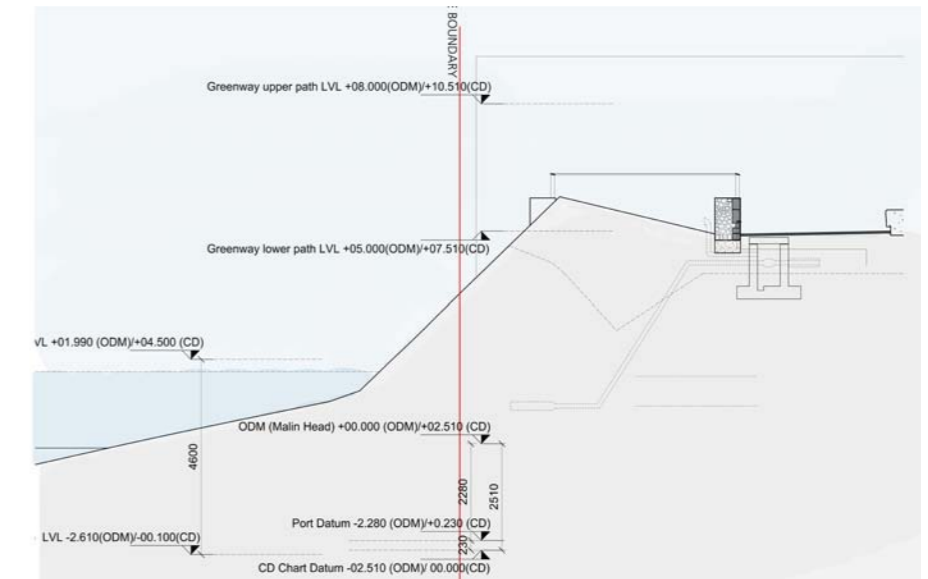 BOUNDARY
Greenway upper path LVL +08.000(ODM)/+10.510(CD)
Greenway lower path LVL +05.000(ODM)/+07.510(CD)
+01.990 (ODM)/+04.500 (CD)
ODM (Malin Head) +00.000 (ODM)/+02.510 (CD)
4600
2280
2510
Port Datum -2.280 (ODM)/+0.230 (CD)
LVL -2.610(ODM)/-00.100(CD)
230
CD Chart Datum -02.510 (ODM)/ 00.000(CD)